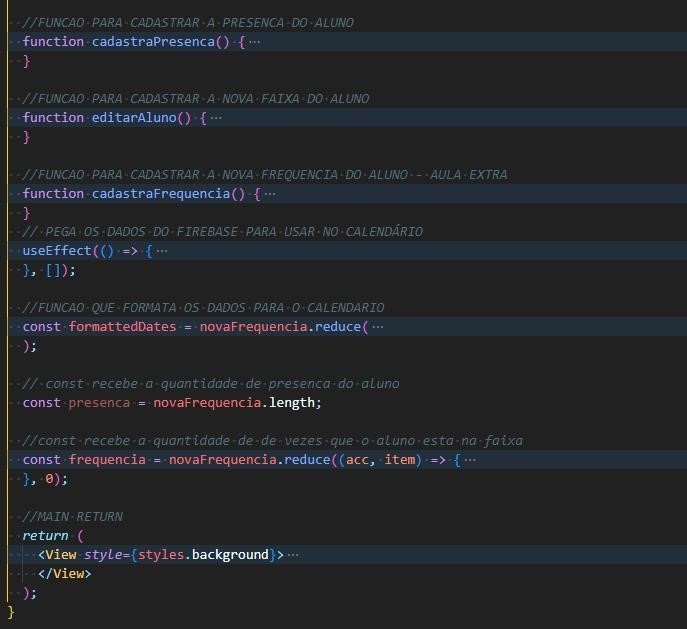 //FUNCAO PARA CADASTRAR A PRESENCA DO ALUNO
function cadastraPresenca() {···
}
//FUNCAO PARA CADASTRAR A NOVA FAIXA DO ALUNO
function editarAluno() {···
}
//FUNCAO PARA CADASTRAR A NOVA FREQUENCIA DO ALUNO - AULA EXTRA
function cadastraFrequencia() {···
}
// PEGA OS DADOS DO FIREBASE PARA USAR NO CALENDÁRIO
useEffect(() => {···
}, []);
//FUNCAO QUE FORMATA OS DADOS PARA O CALENDARIO
const formattedDates = novaFrequencia.reduce(···
);
// const recebe a quantidade de presenca do aluno
const presenca = novaFrequencia.length;
//const recebe a quantidade de de vezes que o aluno esta na faixa
const frequencia = novaFrequencia.reduce((acc, item) => {···
}, 0);
//MAIN RETURN
return (
<View style={styles.background}>···
</View>
);
}